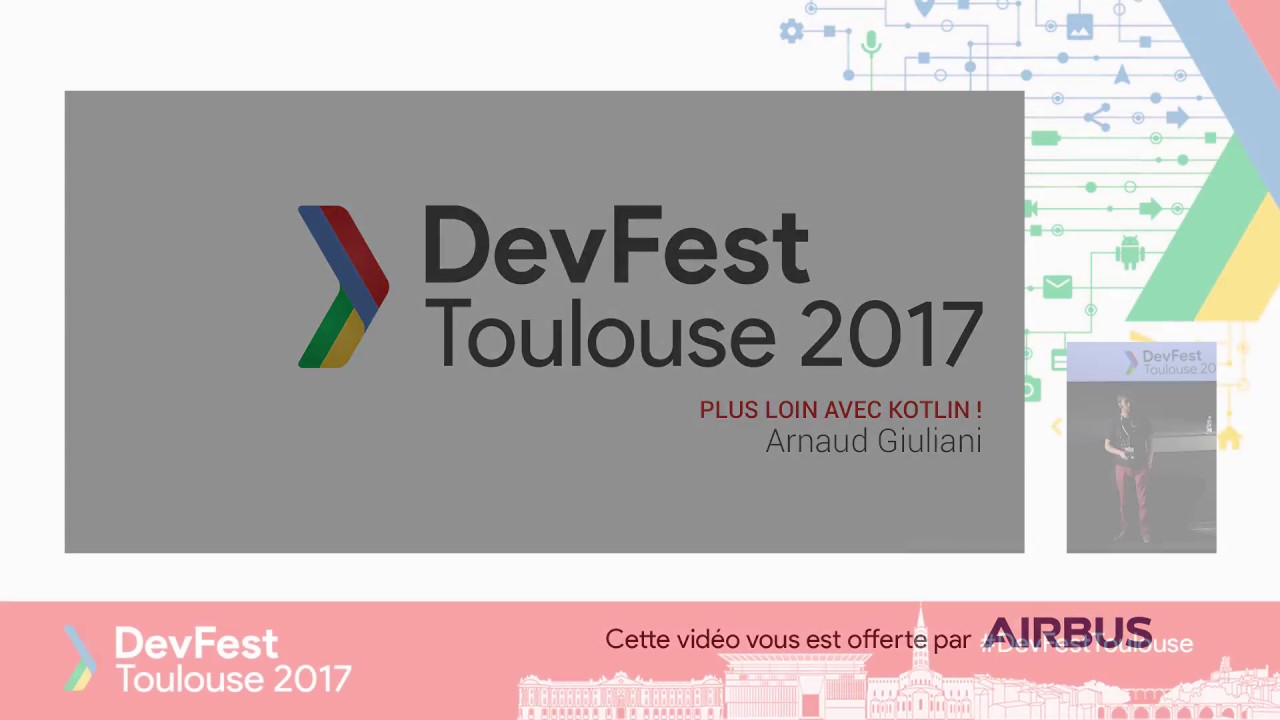 DevFest
Toulouse 2017
PLUS LOIN AVEC KOTLIN !
Arnaud Giuliani
DevFest
Toulouse 20
DevFest
Toulouse 2017
Cette vidéo vous est offerte par AIRBUS
#DevFestToulouse